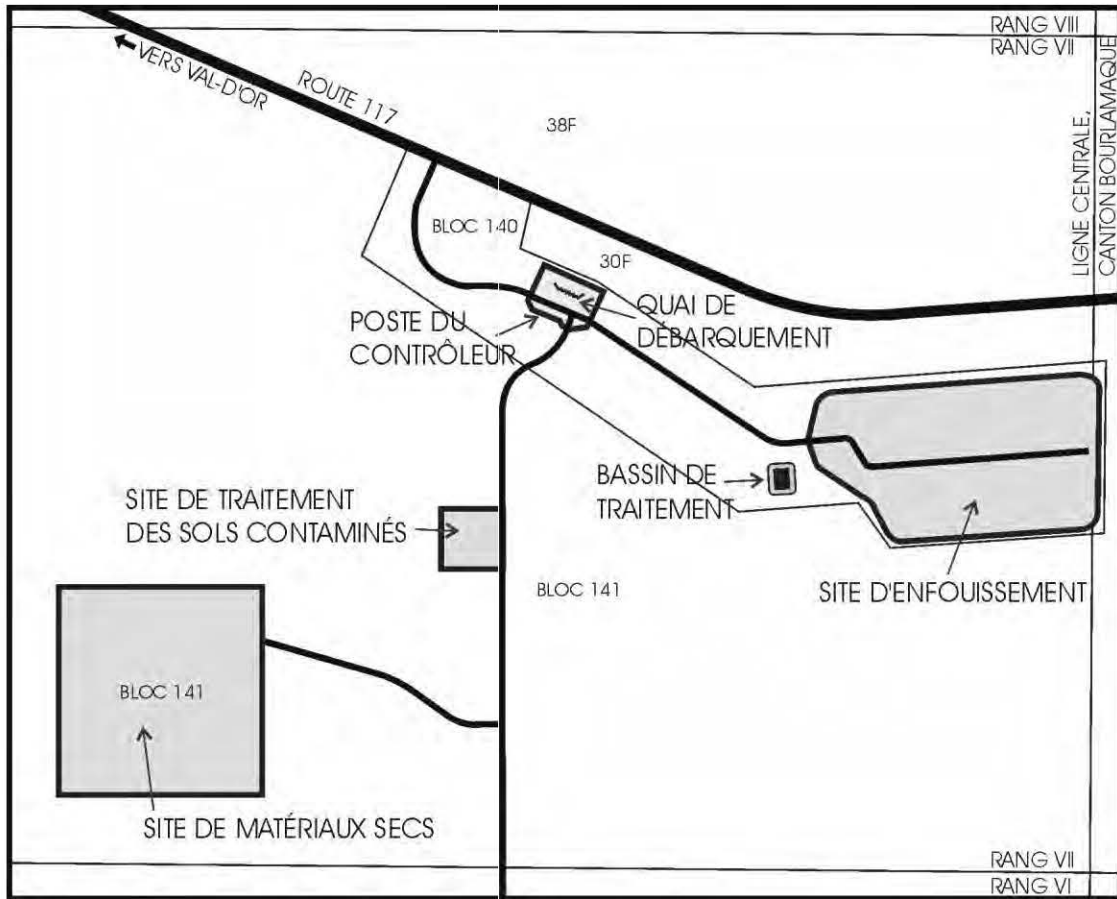 RANG VIII
RANG VII
LIGNE CENTRALE,
CANTON BOURLAMAQUE
VERS VAL-D'OR
ROUTE 117
38F
BLOC 140
30F
QUAI DE
DÉBARQUEMENT
POSTE DU
CONTRÔLEUR
BASSIN DE
TRAITEMENT
SITE DE TRAITEMENT
DES SOLS CONTAMINÉS
BLOC 141
SITE D'ENFOUISSEMENT
BLOC 141
SITE DE MATÉRIAUX SECS
RANG VII
RANG VI